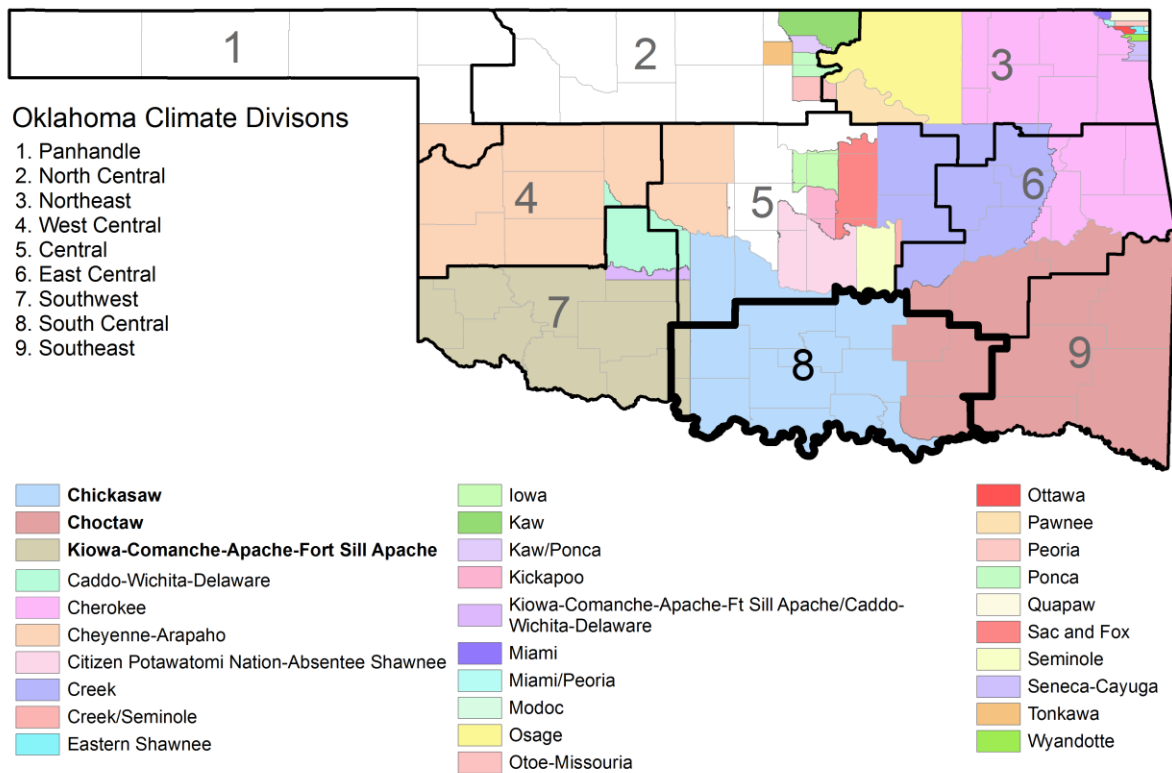 1
2
3
4
5
6
7
8
9
Oklahoma Climate Divisons
1. Panhandle
2. North Central
3. Northeast
4. West Central
5. Central
6. East Central
7. Southwest
8. South Central
9. Southeast
Chickasaw
Choctaw
Kiowa-Comanche-Apache-Fort Sill Apache
Caddo-Wichita-Delaware
Cherokee
Cheyenne-Arapaho
Citizen Potawatomi Nation-Absentee Shawnee
Creek
Creek/Seminole
Eastern Shawnee
Iowa
Kaw
Kaw/Ponca
Kickapoo
Kiowa-Comanche-Apache-Ft Sill Apache/Caddo-
Wichita-Delaware
Miami
Miami/Peoria
Modoc
Osage
Otoe-Missouria
Ottawa
Pawnee
Peoria
Ponca
Quapaw
Sac and Fox
Seminole
Seneca-Cayuga
Tonkawa
Wyandotte